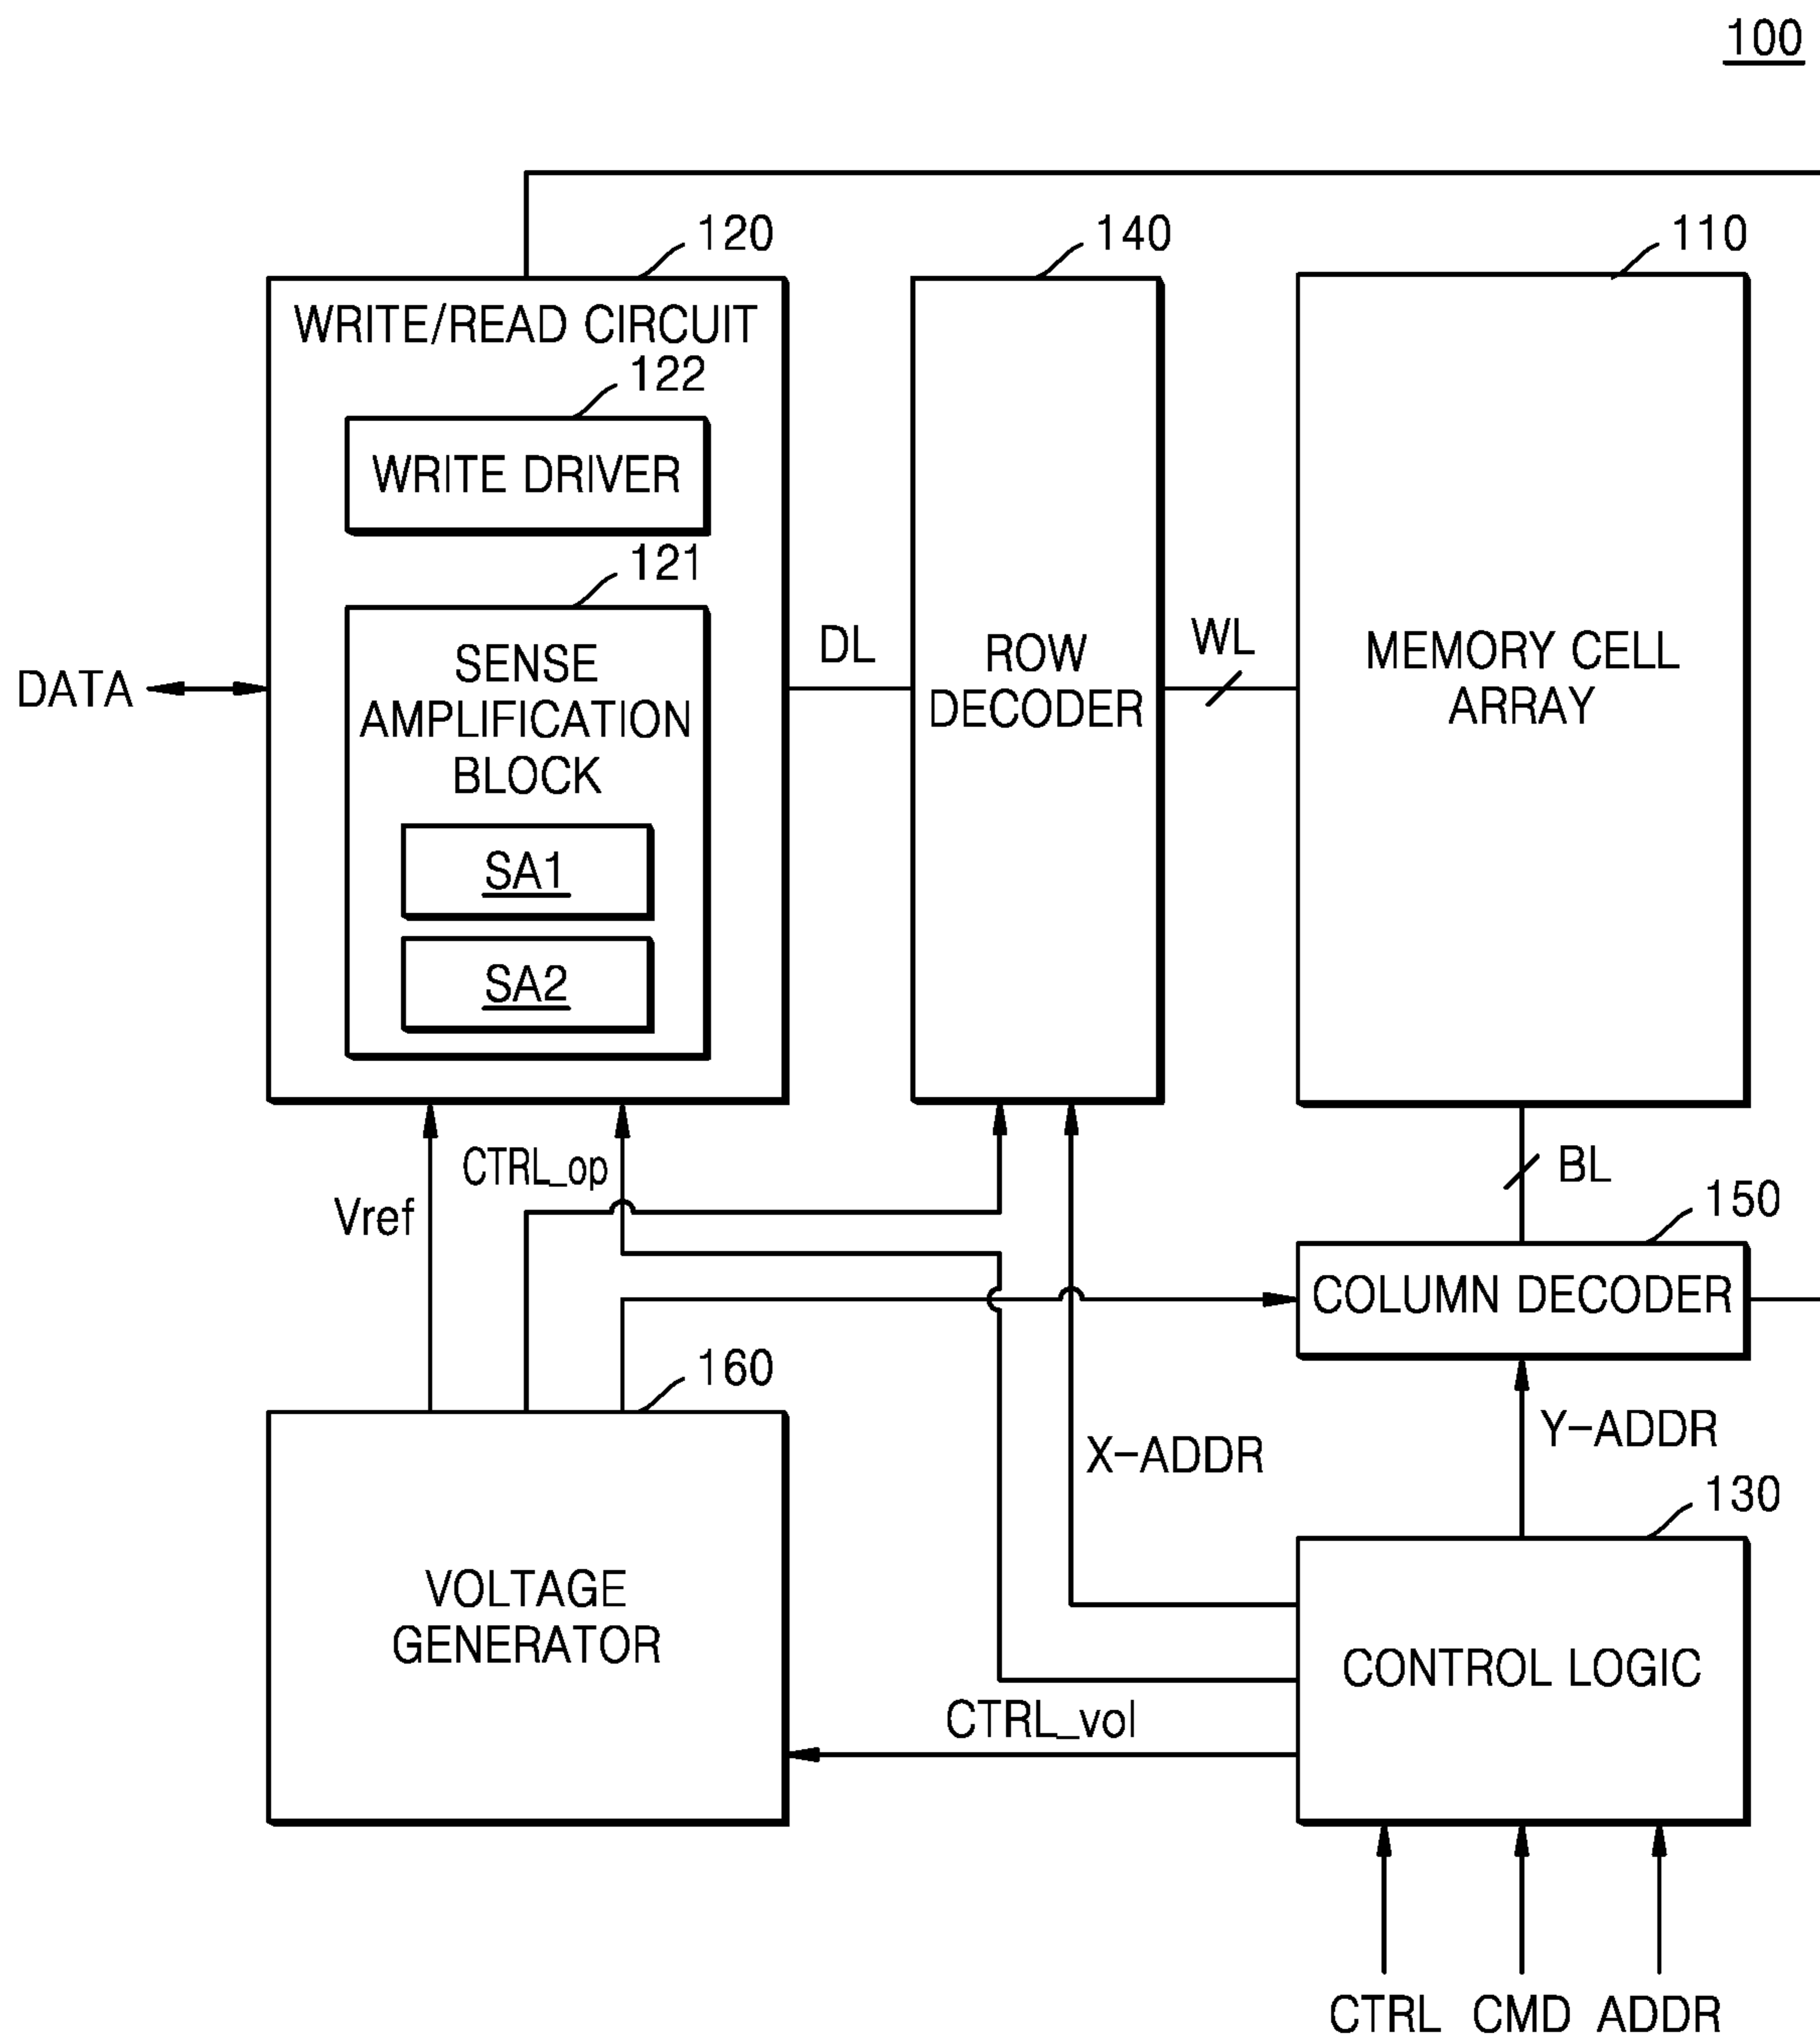 100
120
140
110
WRITE/READ CIRCUIT
122
WRITE DRIVER
121
SENSE
AMPLIFICATION
BLOCK
SA1
SA2
DATA
DL
ROW
DECODER
WL
MEMORY CELL
ARRAY
Vref
CTRL_op
BL
150
COLUMN DECODER
160
VOLTAGE
GENERATOR
X-ADDR
Y-ADDR
130
CONTROL LOGIC
CTRL_vol
CTRL CMD ADDR